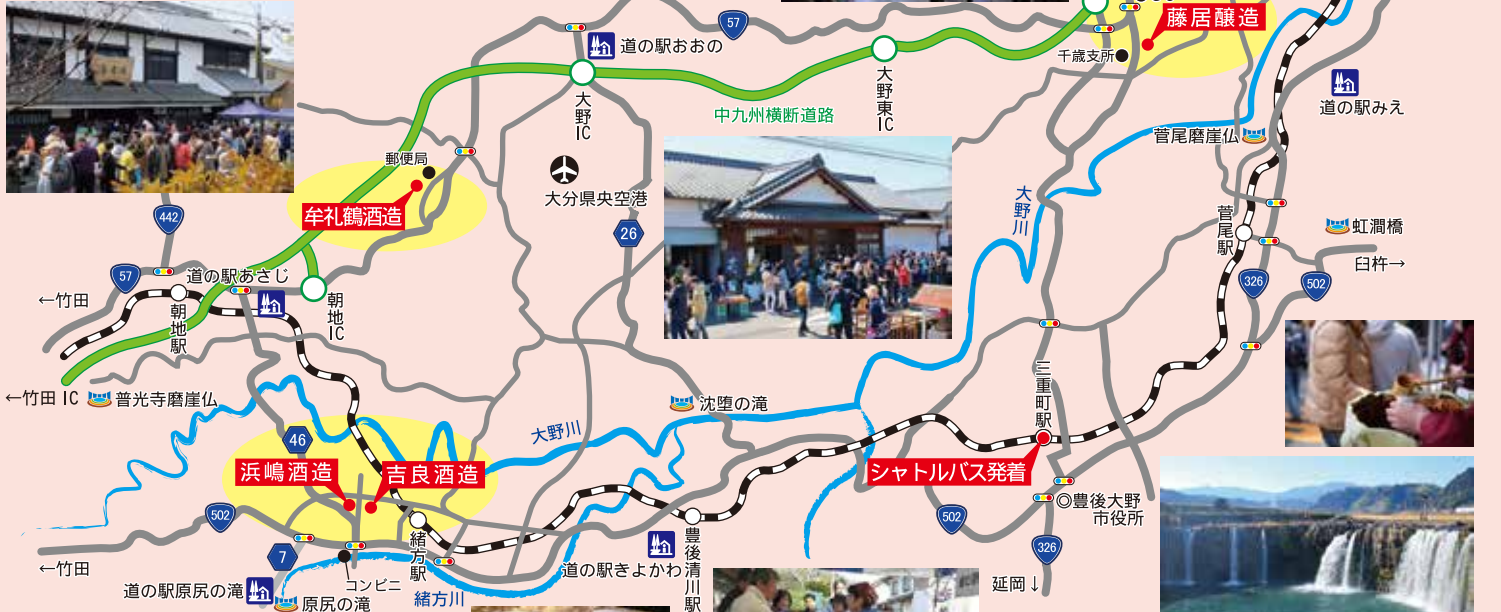 57
道の駅おおの
藤居醸造
千歳支所
大野IC
大野東IC
中九州横断道路
道の駅みえ
菅尾磨崖仏
郵便局
牟礼鶴酒造
大分県央空港
26
大野川
442
57
道の駅あさじ
←竹田
朝地駅
朝地IC
菅尾駅
虹澗橋
臼杵→
326
502
←竹田 IC
普光寺磨崖仏
沈堕の滝
三重町駅
46
大野川
浜嶋酒造
吉良酒造
シャトルバス発着
502
502
◎豊後大野
市役所
326
延岡↓
7
←竹田
緒方駅
豊後清川駅
道の駅きよかわ
道の駅原尻の滝
コンビニ
原尻の滝
緒方川